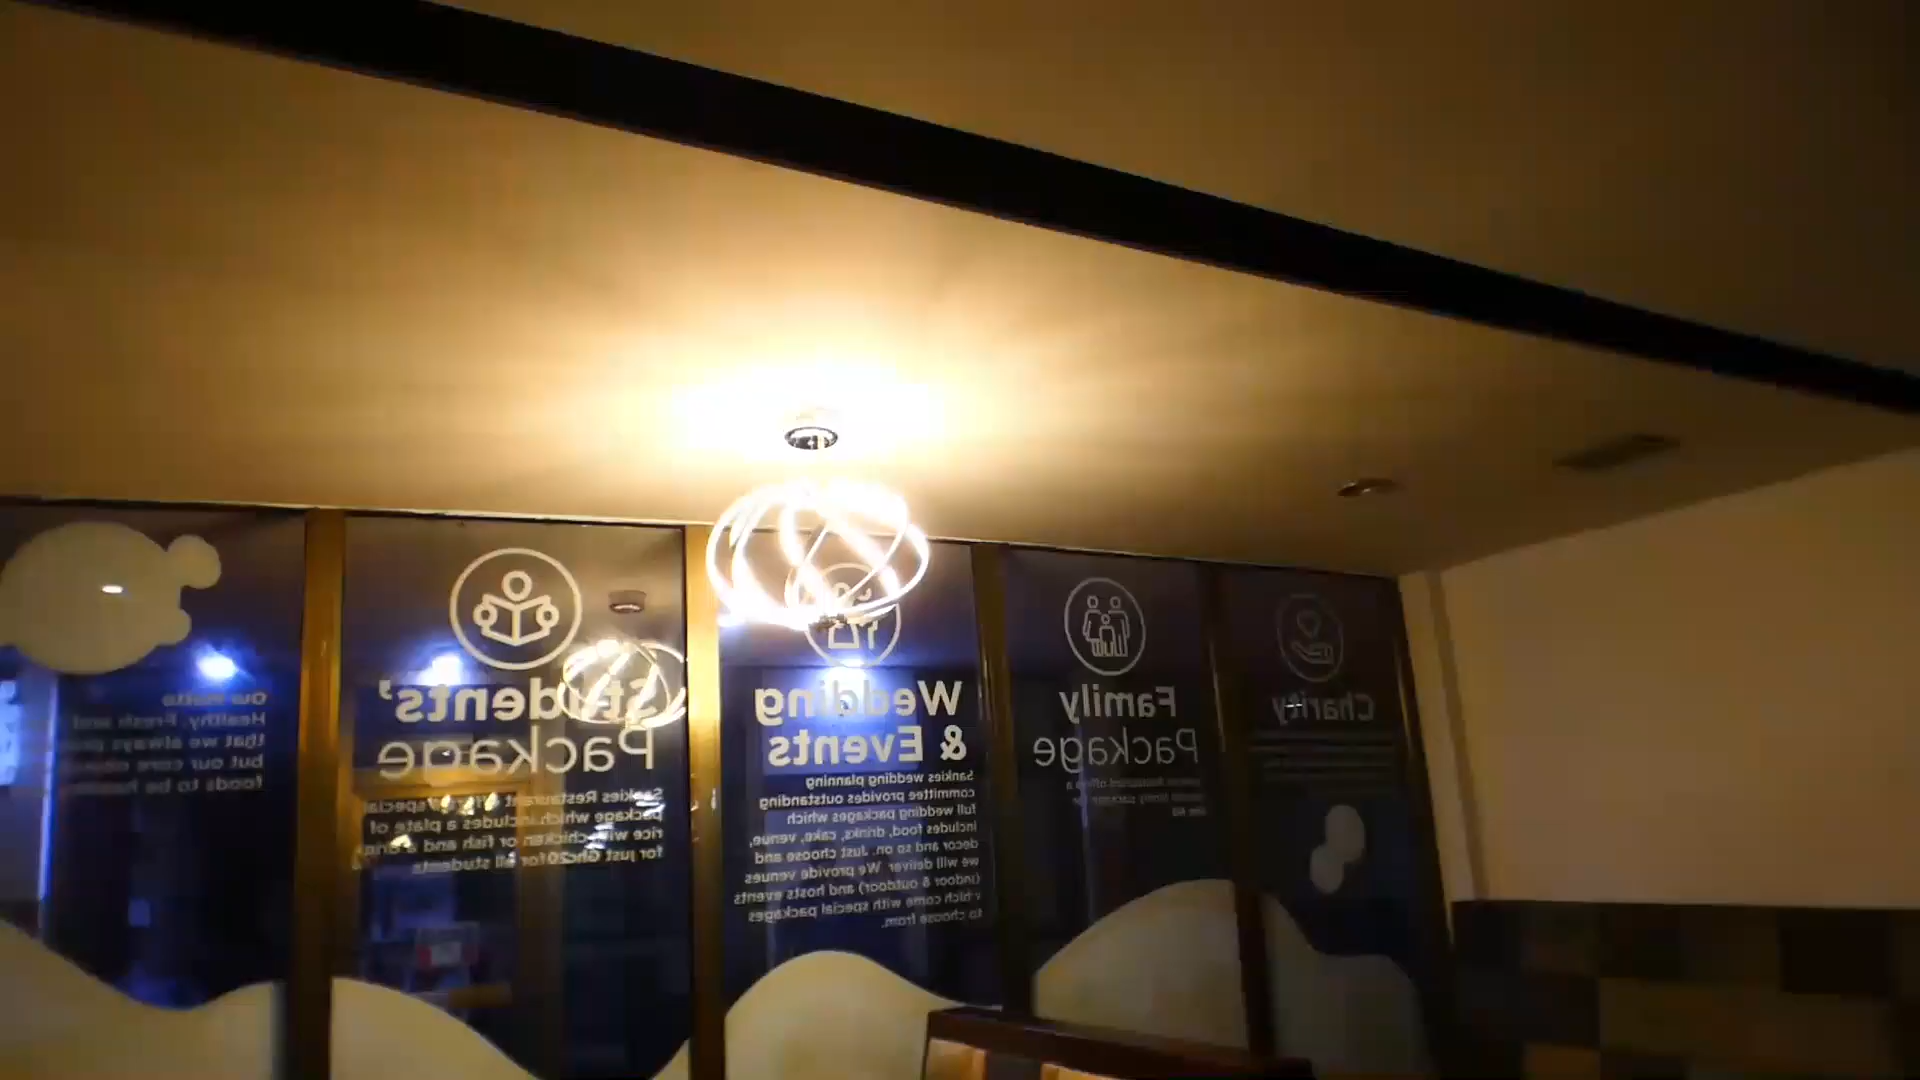 Our motto
Healthy, Fresh and
that we always
but our core
foods to be
Students'
Package
Sankies Restaurant offers special
package which includes a plate of
rice with chicken or fish and a drink
for just Ghc20 for all students
Wedding
& Events
Sankies wedding planning
committee provides outstanding
full wedding packages which
includes food, drinks, cake, venue,
decor and so on. Just choose and
we will deliver. We provide venues
(indoor & outdoor) and hosts events
which come with special packages
to choose from.
Family
Package
Charity